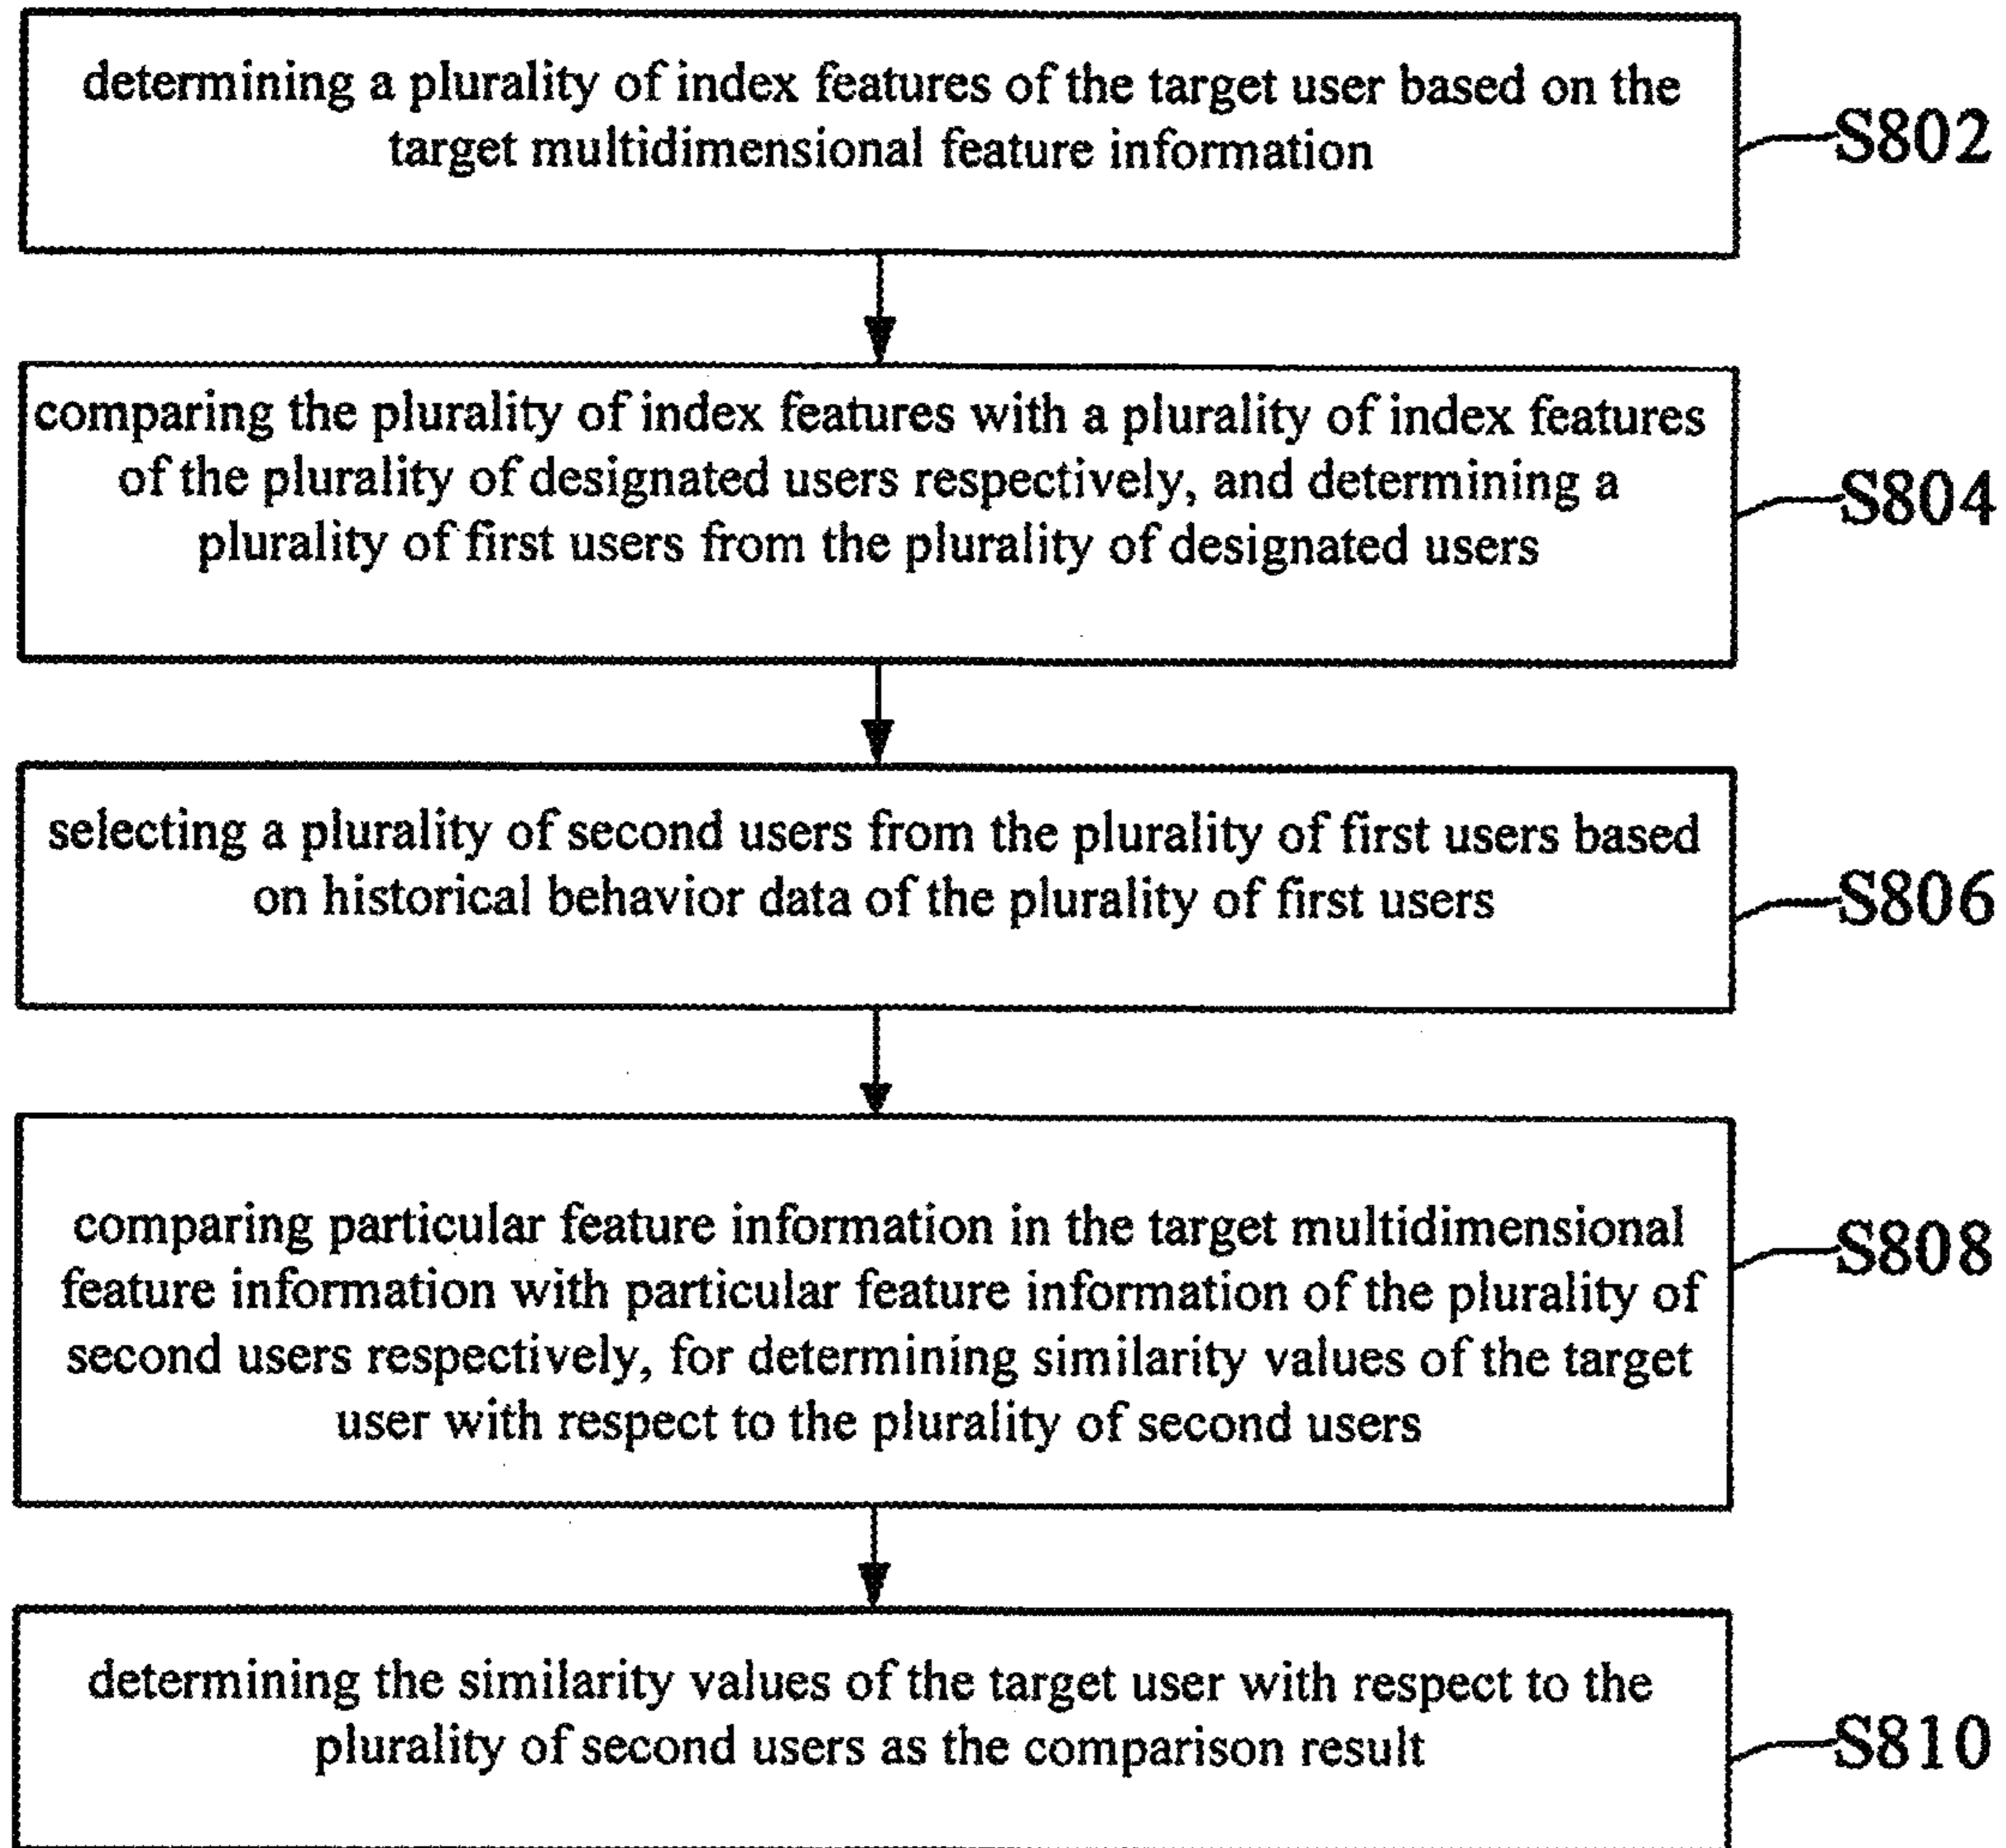 determining a plurality of index features of the target user based on the
target multidimensional feature information
S802
comparing the plurality of index features with a plurality of index features
of the plurality of designated users respectively, and determining a
plurality of first users from the plurality of designated users
S804
selecting a plurality of second users from the plurality of first users based
on historical behavior data of the plurality of first users
S806
comparing particular feature information in the target multidimensional
feature information with particular feature information of the plurality of
second users respectively, for determining similarity values of the target
user with respect to the plurality of second users
S808
determining the similarity values of the target user with respect to the
plurality of second users as the comparison result
S810